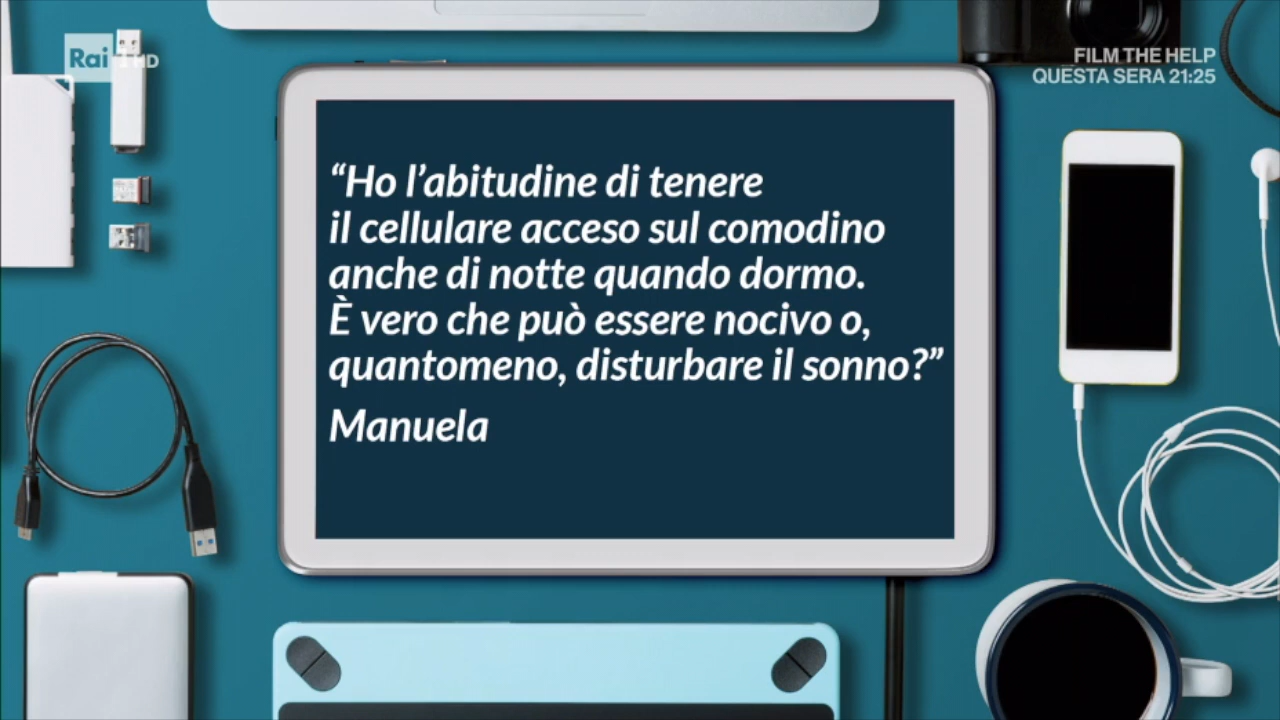 Rai 1 HD
FILM THE HELP
QUESTA SERA 21:25
“Ho l’abitudine di tenere
il cellulare acceso sul comodino
anche di notte quando dormo.
È vero che può essere nocivo o,
quantomeno, disturbare il sonno?”
Manuela